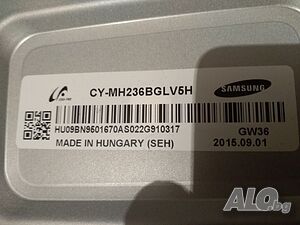 CY-MH236BGLV5H
SAMSUNG
HU09BN9501670AS022G910317
GW36
MADE IN HUNGARY (SEH)
2015.09.01
ALO.bg